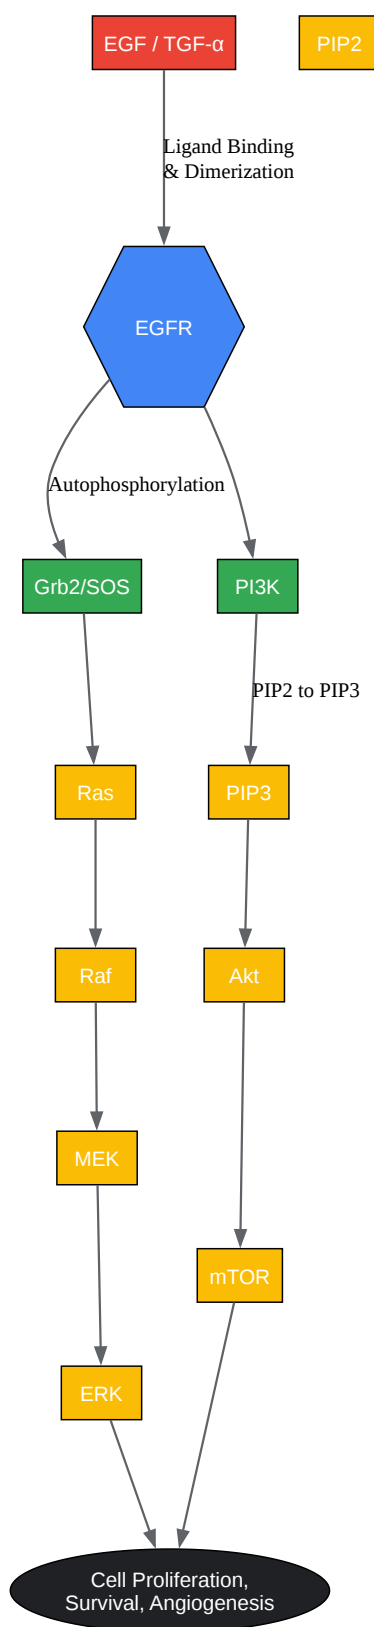 EGF / TGF-α
PIP2
Ligand Binding
& Dimerization
EGFR
Autophosphorylation
Grb2/SOS
PI3K
PIP2 to PIP3
Ras
PIP3
Raf
Akt
MEK
mTOR
ERK
Cell Proliferation,
Survival, Angiogenesis